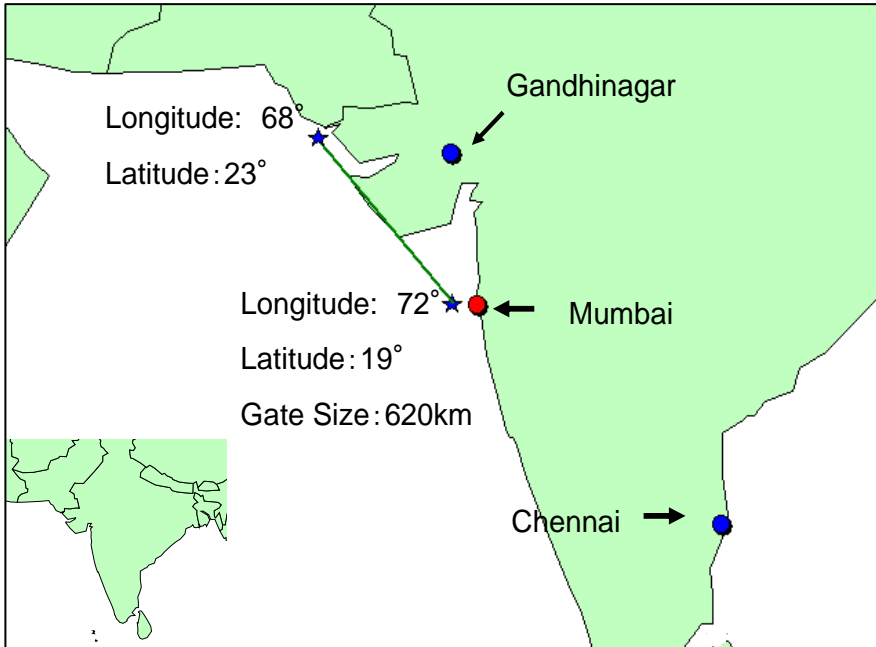 Gandhinagar
Longitude: 68°
Latitude:23°
Longitude: 72°
Mumbai
Latitude:19°
Gate Size:620km
Chennai